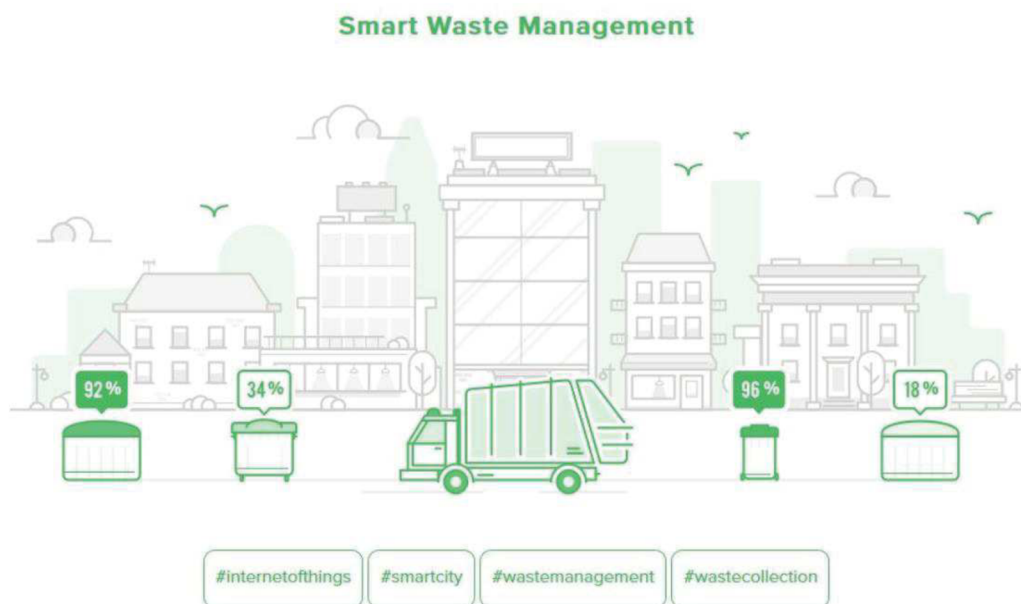 Smart Waste Management
92%
34%
96%
18%
#internetofthings
#smartcity
#wastemanagement
#wastecollection